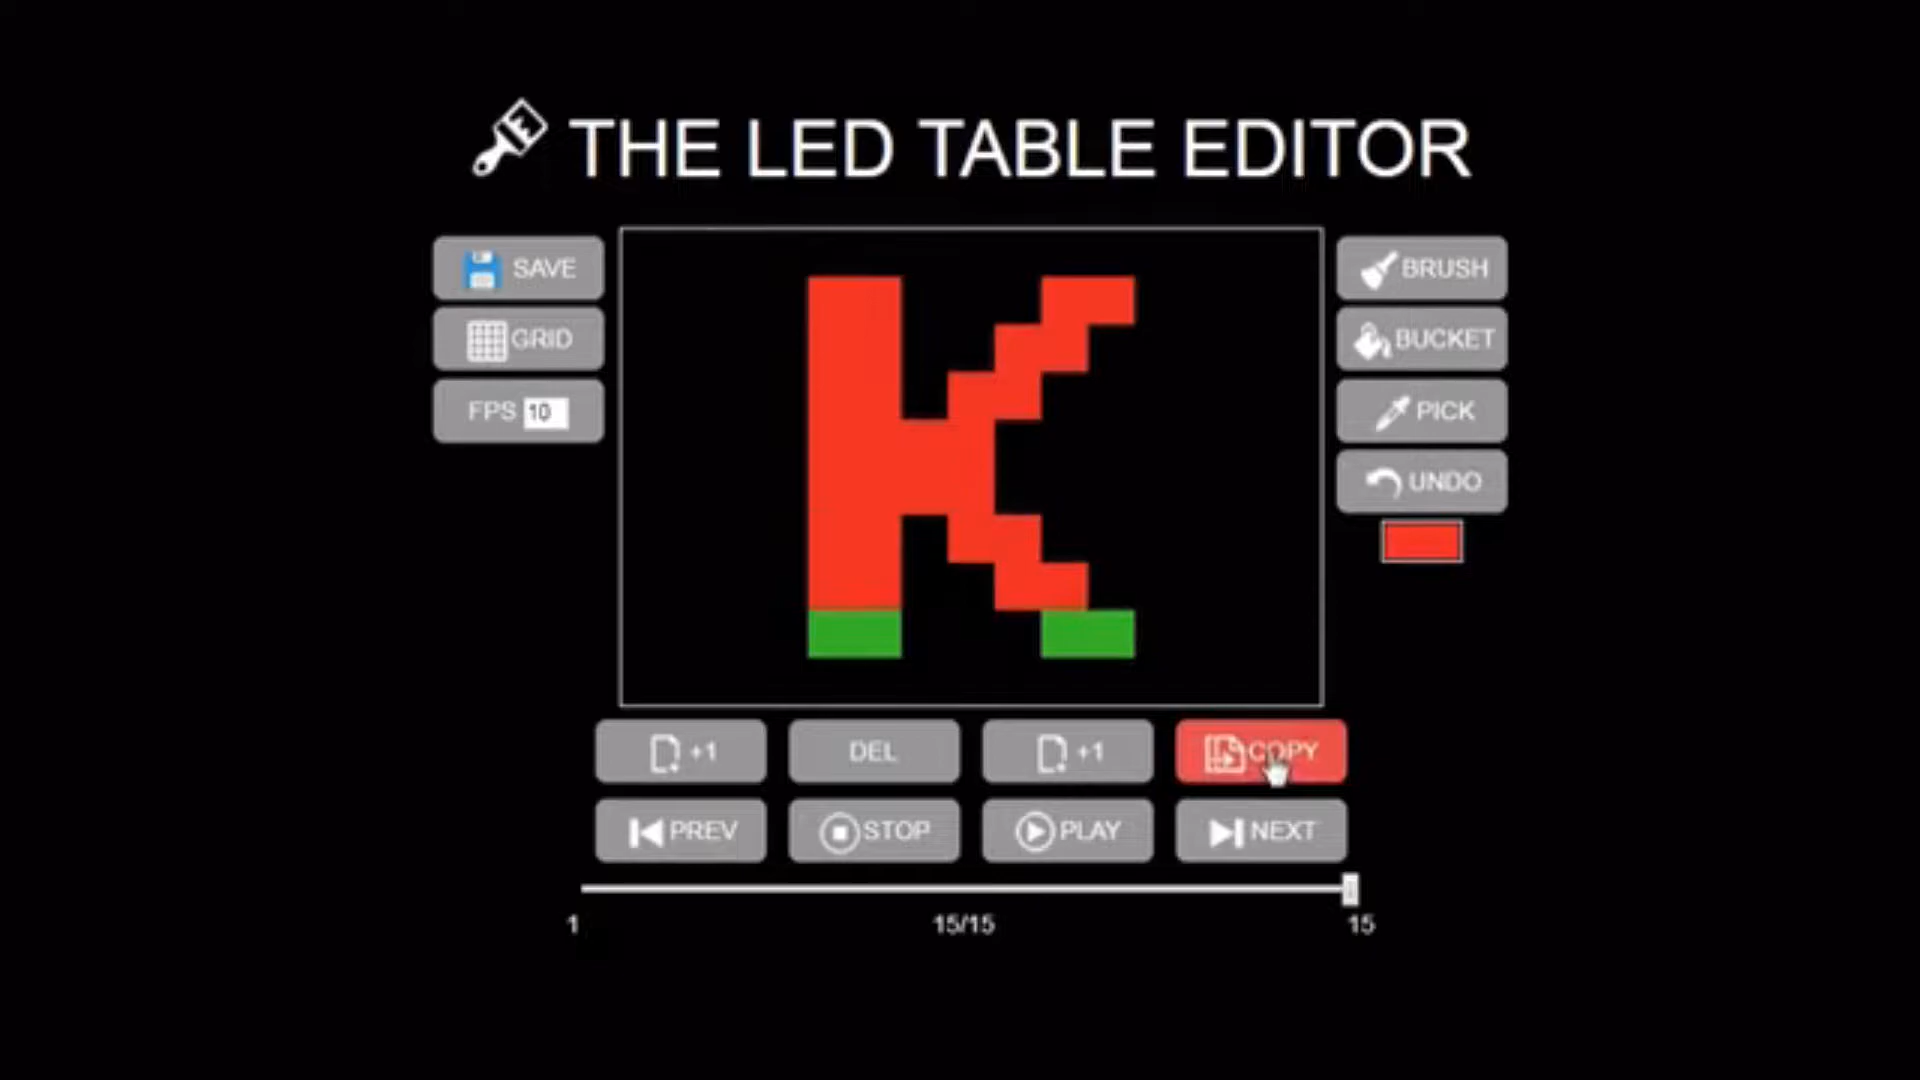 THE LED TABLE EDITOR
SAVE
BRUSH
GRID
BUCKET
FPS 10
PICK
UNDO
K
+1 DEL +1 COPY
PREV STOP PLAY NEXT
1 15/15 15